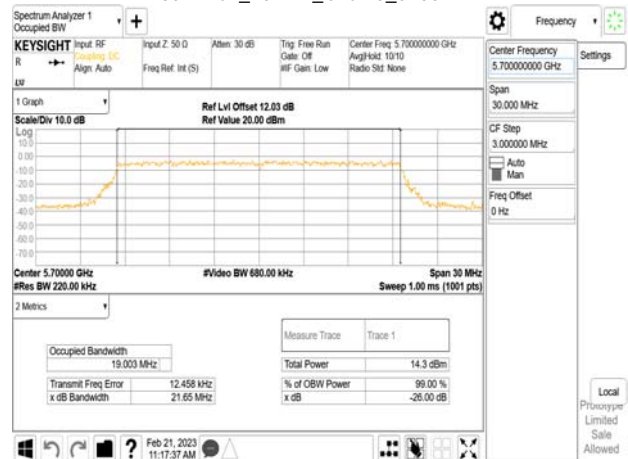 Spectrum Analyzer 1
Occupied BW
Frequency
KEYSIGHT
Input: RF
Coupling: DC
Align: Auto
Input Z: 50 Ω
Freq Ref: Int (S)
Atten: 30 dB
Trig: Free Run
Gate: Off
#IF Gain: Low
Center Freq: 5.700000000 GHz
Avg|Hold: 10/10
Radio Std: None
R
LXI
Center Frequency
5.700000000 GHz
Settings
Span
30.000 MHz
CF Step
3.000000 MHz
Auto
Man
Freq Offset
0 Hz
1 Graph
Scale/Div 10.0 dB
Ref Lvl Offset 12.03 dB
Ref Value 20.00 dBm
Log
10.0
0.00
-10.0
-20.0
-30.0
-40.0
-50.0
-60.0
-70.0
Center 5.70000 GHz
#Res BW 220.00 kHz
#Video BW 680.00 kHz
Span 30 MHz
Sweep 1.00 ms (1001 pts)
2 Metrics
Measure Trace
Trace 1
Occupied Bandwidth
19.003 MHz
Total Power
14.3 dBm
Transmit Freq Error
12.458 kHz
% of OBW Power
99.00 %
x dB Bandwidth
21.65 MHz
x dB
-26.00 dB
Local
Prototype
Limited
Sale
Allowed
Feb 21, 2023
11:17:37 AM